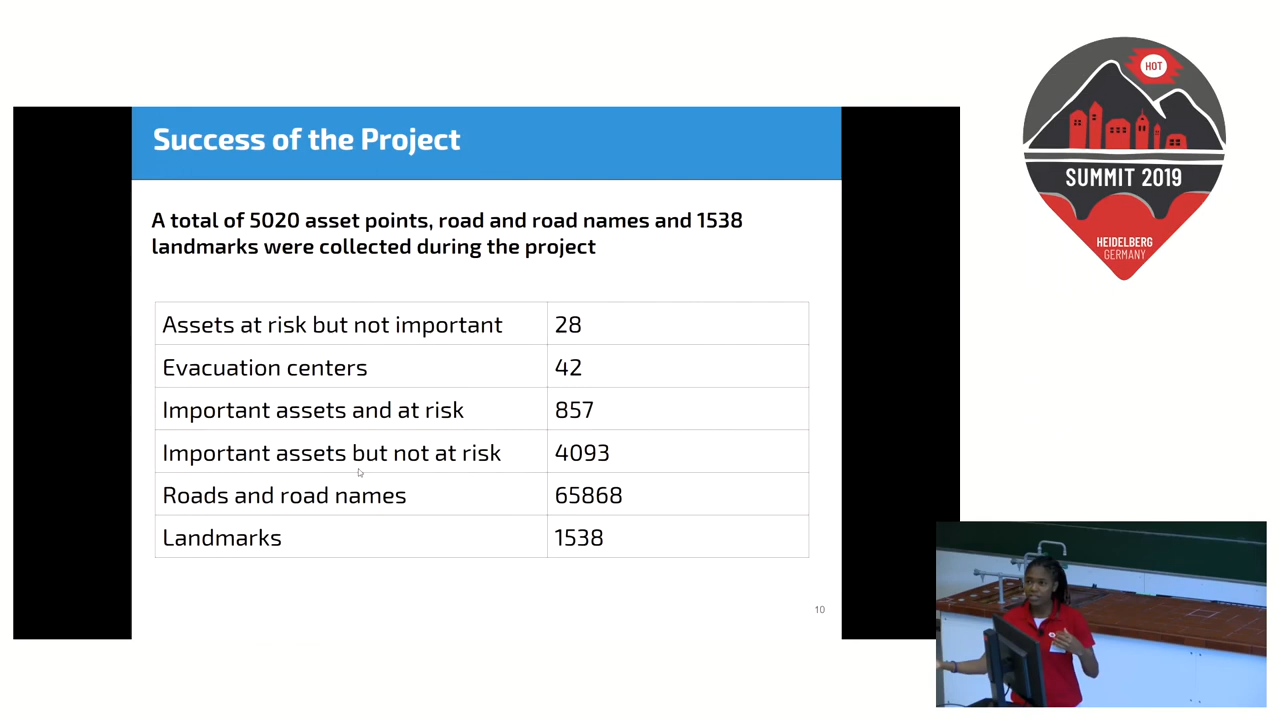 Success of the Project
A total of 5020 asset points, road and road names and 1538
landmarks were collected during the project
Assets at risk but not important 28
Evacuation centers 42
Important assets and at risk 857
Important assets but not at risk 4093
Roads and road names 65868
Landmarks 1538
10
HOT
SUMMIT 2019
HEIDELBERG
GERMANY